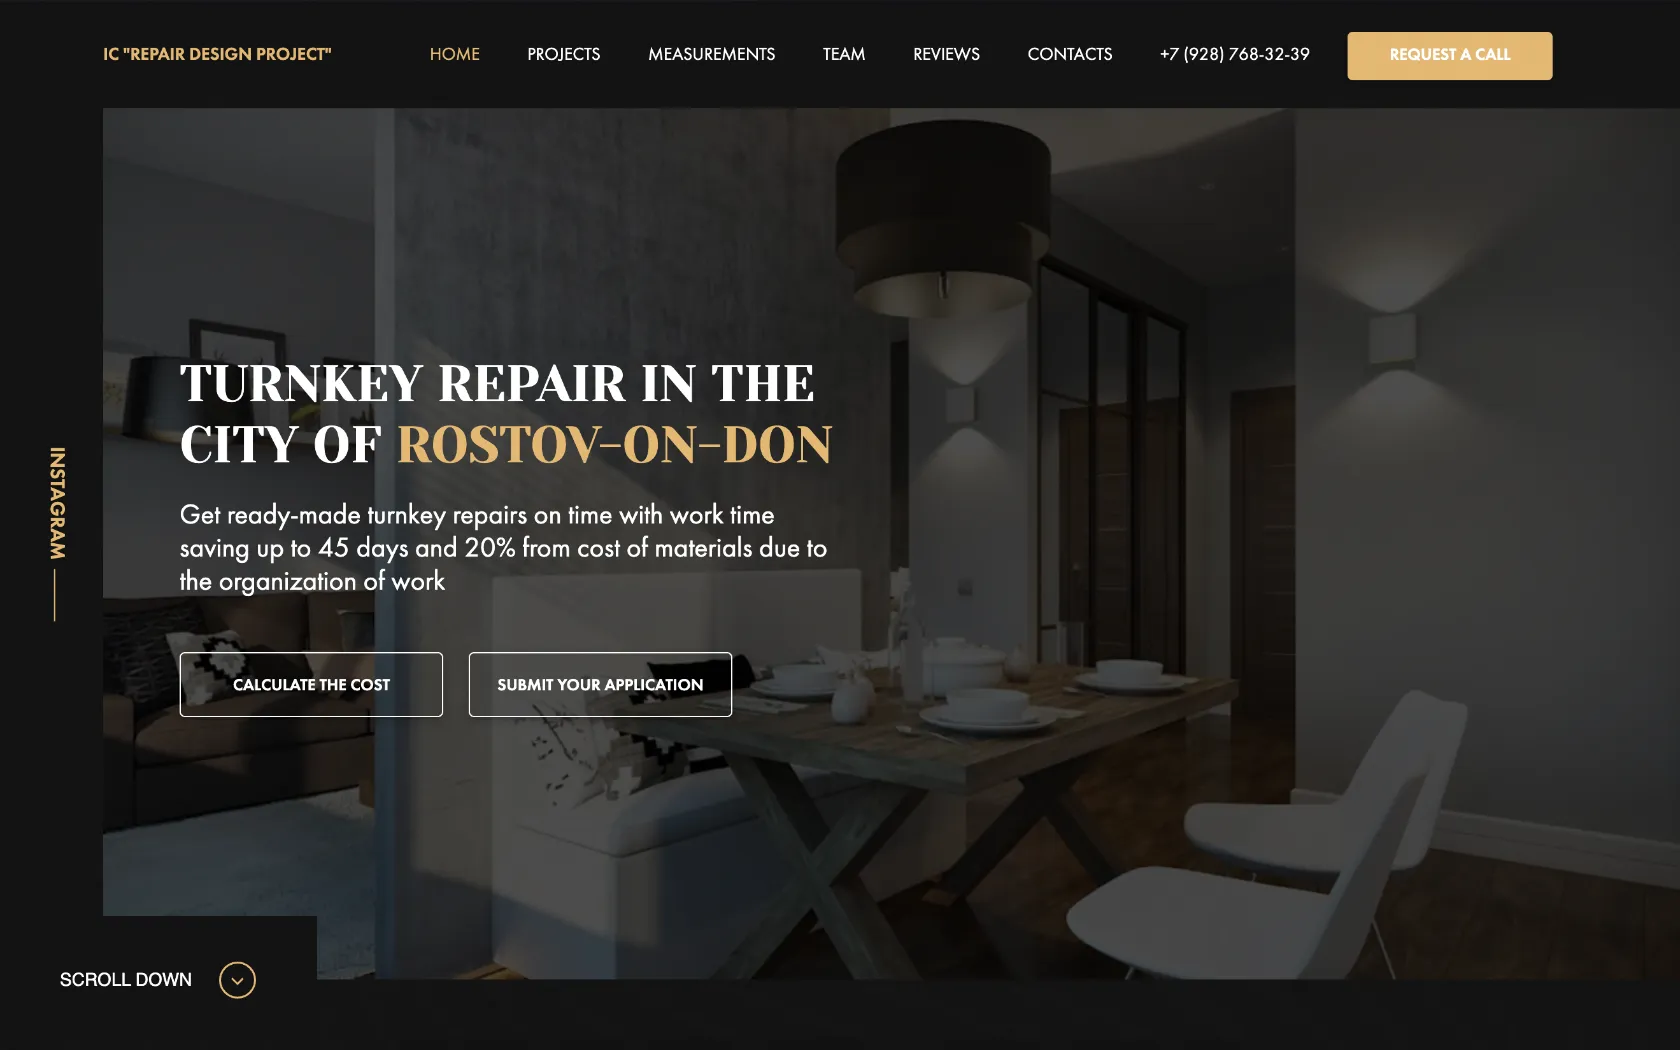 IC "REPAIR DESIGN PROJECT"
HOME
PROJECTS
MEASUREMENTS
TEAM
REVIEWS
CONTACTS
+7 (928) 768-32-39
REQUEST A CALL
TURNKEY REPAIR IN THE
CITY OF ROSTOV-ON-DON
Get ready-made turnkey repairs on time with work time
saving up to 45 days and 20% from cost of materials due to
the organization of work
CALCULATE THE COST
SUBMIT YOUR APPLICATION
INSTAGRAM
SCROLL DOWN